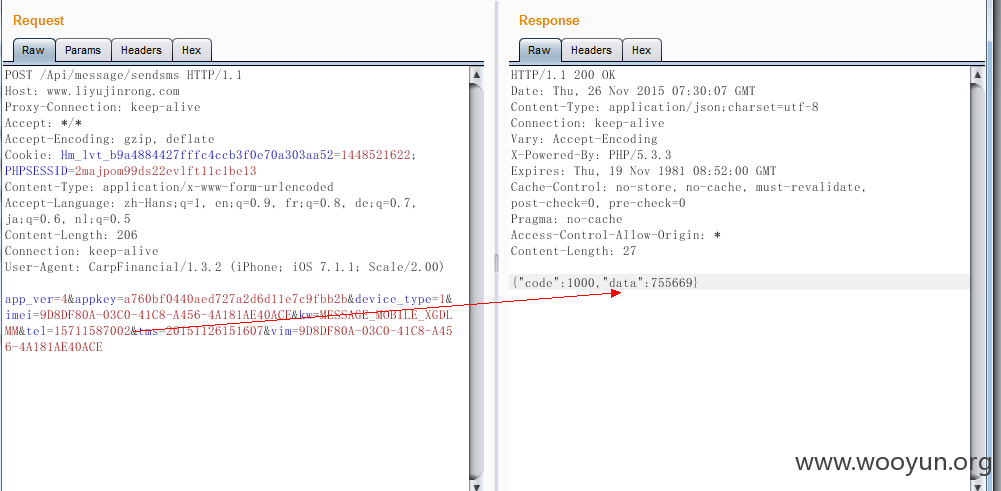 Request
Response
Raw Params Headers Hex
Raw Headers Hex
POST /Api/message/sendsms HTTP/1.1
Host: www.liyujinrong.com
Proxy-Connection: keep-alive
Accept: */*
Accept-Encoding: gzip, deflate
Cookie: Hm_lvt_b9a4884427fffc4ccb3f0e70a303aa52=1448521622;
PHPSESSID=2majpom99ds22evlft11c1be13
Content-Type: application/x-www-form-urlencoded
Accept-Language: zh-Hans;q=1, en;q=0.9, fr;q=0.8, de;q=0.7,
ja;q=0.6, nl;q=0.5
Content-Length: 206
Connection: keep-alive
User-Agent: CarpFinancial/1.3.2 (iPhone; iOS 7.1.1; Scale/2.00)
app_ver=4&appkey=a760bf0440aed727a2d6d11e7c9fbb2b&device_type=1&
imei=9D8DF80A-03C0-41C8-A456-4A181AE40ACE&kw=MESSAGE_MOBILE_XGDL
MM&tel=15711587002&tms=20151126151607&vim=9D8DF80A-03C0-41C8-A45
6-4A181AE40ACE
HTTP/1.1 200 OK
Date: Thu, 26 Nov 2015 07:30:07 GMT
Content-Type: application/json;charset=utf-8
Connection: keep-alive
Vary: Accept-Encoding
X-Powered-By: PHP/5.3.3
Expires: Thu, 19 Nov 1981 08:52:00 GMT
Cache-Control: no-store, no-cache, must-revalidate,
post-check=0, pre-check=0
Pragma: no-cache
Access-Control-Allow-Origin: *
Content-Length: 27
{"code":1000,"data":755669}
www.wooyun.org